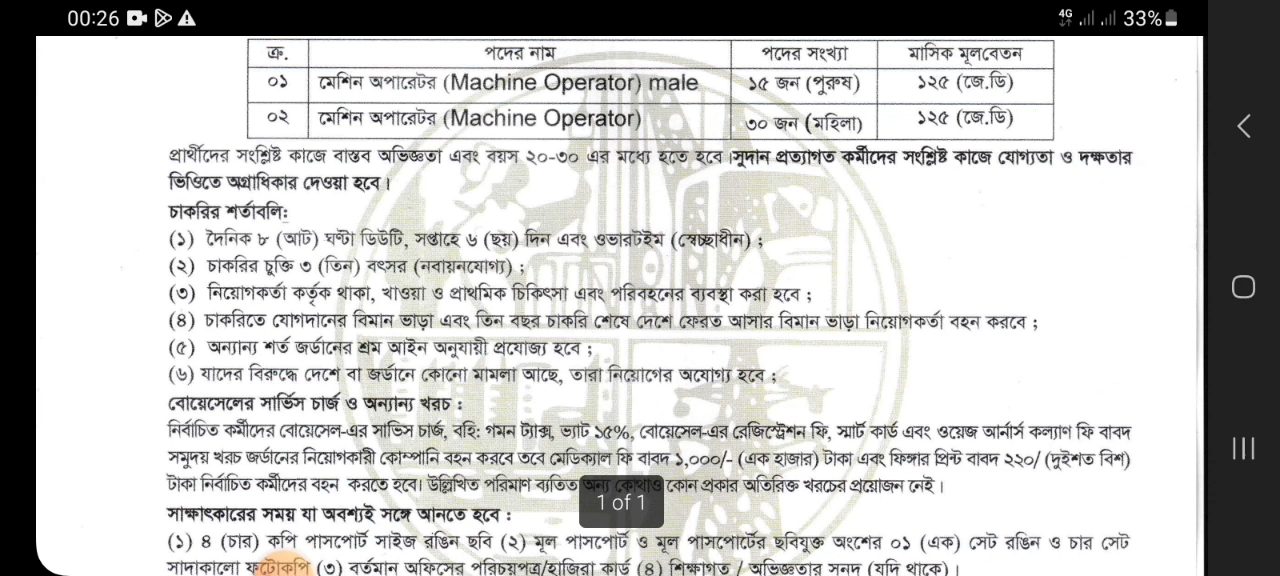 00:26 4G 33%
ক্র. পদের নাম পদের সংখ্যা মাসিক মূলবেতন
০১ মেশিন অপারেটর (Machine Operator) male ১৫ জন (পুরুষ) ১২৫ (জে.ডি)
০২ মেশিন অপারেটর (Machine Operator) ৩০ জন (মহিলা) ১২৫ (জে.ডি)
প্রার্থীদের সংশ্লিষ্ট কাজে বাস্তব অভিজ্ঞতা এবং বয়স ২০-৩০ এর মধ্যে হতে হবে।সুদান প্রত্যাগত কর্মীদের সংশ্লিষ্ট কাজে যোগ্যতা ও দক্ষতার
ভিত্তিতে অগ্রাধিকার দেওয়া হবে।
চাকরির শর্তাবলি:
(১) দৈনিক ৮ (আট) ঘণ্টা ডিউটি, সপ্তাহে ৬ (ছয়) দিন এবং ওভারটইম (স্বেচ্ছাধীন) ;
(২) চাকরির চুক্তি ৩ (তিন) বৎসর (নবায়নযোগ্য) ;
(৩) নিয়োগকর্তা কর্তৃক থাকা, খাওয়া ও প্রাথমিক চিকিৎসা এবং পরিবহনের ব্যবস্থা করা হবে ;
(৪) চাকরিতে যোগদানের বিমান ভাড়া এবং তিন বছর চাকরি শেষে দেশে ফেরত আসার বিমান ভাড়া নিয়োগকর্তা বহন করবে ;
(৫) অন্যান্য শর্ত জর্ডানের শ্রম আইন অনুযায়ী প্রযোজ্য হবে ;
(৬) যাদের বিরুদ্ধে দেশে বা জর্ডানে কোনো মামলা আছে, তারা নিয়োগের অযোগ্য হবে ;
বোয়েসেলের সার্ভিস চার্জ ও অন্যান্য খরচ :
নির্বাচিত কর্মীদের বোয়েসেল-এর সার্ভিস চার্জ, বহি: গমন ট্যাক্স, ভ্যাট ১৫%, বোয়েসেল-এর রেজিস্ট্রেশন ফি, স্মার্ট কার্ড এবং ওয়েজ আর্নার্স কল্যাণ ফি বাবদ
সমুদয় খরচ জর্ডানের নিয়োগকারী কোম্পানি বহন করবে তবে মেডিক্যাল ফি বাবদ ১,০০০/- (এক হাজার) টাকা এবং ফিঙ্গার প্রিন্ট বাবদ ২২০/ (দুইশত বিশ)
টাকা নির্বাচিত কর্মীদের বহন করতে হবে। উল্লিখিত পরিমাণ ব্যতিত অন্য কোথাও কোন প্রকার অতিরিক্ত খরচের প্রয়োজন নেই।
1 of 1
সাক্ষাৎকারের সময় যা অবশ্যই সঙ্গে আনতে হবে :
(১) ৪ (চার) কপি পাসপোর্ট সাইজ রঙিন ছবি (২) মূল পাসপোর্ট ও মূল পাসপোর্টের ছবিযুক্ত অংশের ০১ (এক) সেট রঙিন ও চার সেট
সাদাকালো ফটোকপি (৩) বর্তমান অফিসের পরিচয়পত্র/হাজিরা কার্ড (৪) শিক্ষাগত / অভিজ্ঞতার সনদ (যদি থাকে)।